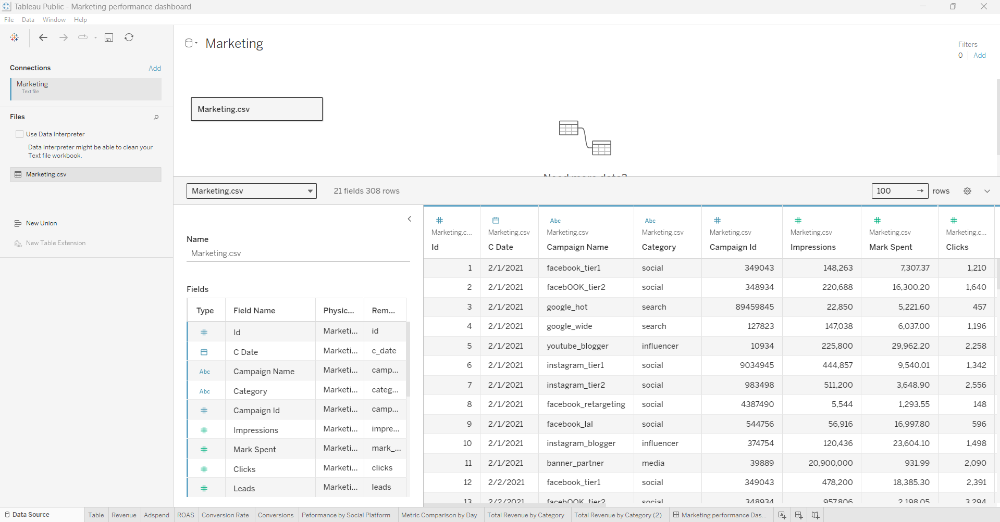 Tableau Public - Marketing performance dashboard
File Data Window Help
Marketing
Filters
0 Add
Connections Add
Marketing
Text file
Files
Use Data Interpreter
Data Interpreter might be able to clean your
Text file workbook.
Marketing.csv
New Union
New Table Extension
Marketing.csv
Need more data?
Marketing.csv 21 fields 308 rows 100 → rows
Name
Marketing.csv
Fields
Type Field Name Physic... Rem...
# Id Marketi... id
C Date Marketi... c_date
Abc Campaign Name Marketi... camp...
Abc Category Marketi... categ...
# Campaign Id Marketi... camp...
# Impressions Marketi... impre...
# Mark Spent Marketi... mark_...
# Clicks Marketi... clicks
# Leads Marketi... leads
# Abc Abc # # # #
Marketing.c... Marketing.csv Marketing.csv Marketing.csv Marketing.csv Marketing.csv Marketing.csv Marketing.c...
Id C Date Campaign Name Category Campaign Id Impressions Mark Spent Clicks
1 2/1/2021 facebook_tier1 social 349043 148,263 7,307.37 1,210
2 2/1/2021 facebOOK_tier2 social 348934 220,688 16,300.20 1,640
3 2/1/2021 google_hot search 89459845 22,850 5,221.60 457
4 2/1/2021 google_wide search 127823 147,038 6,037.00 1,196
5 2/1/2021 youtube_blogger influencer 10934 225,800 29,962.20 2,258
6 2/1/2021 instagram_tier1 social 9034945 444,857 9,540.01 1,342
7 2/1/2021 instagram_tier2 social 983498 511,200 3,648.90 2,556
8 2/1/2021 facebook_retargeting social 4387490 5,544 1,293.55 148
9 2/1/2021 facebook_lal social 544756 56,916 16,997.80 596
10 2/1/2021 instagram_blogger influencer 374754 120,436 23,604.10 1,498
11 2/1/2021 banner_partner media 39889 20,900,000 931.99 2,090
12 2/2/2021 facebook_tier1 social 349043 478,200 18,385.30 2,391
13 2/2/2021 facebOOK_tier2 social 348934 957,806 2,198.05 3,294
Data Source Table Revenue Adspend ROAS Conversion Rate Conversions Peformance by Social Platform Metric Comparison by Day Total Revenue by Category Total Revenue by Category (2) Marketing performance Das...